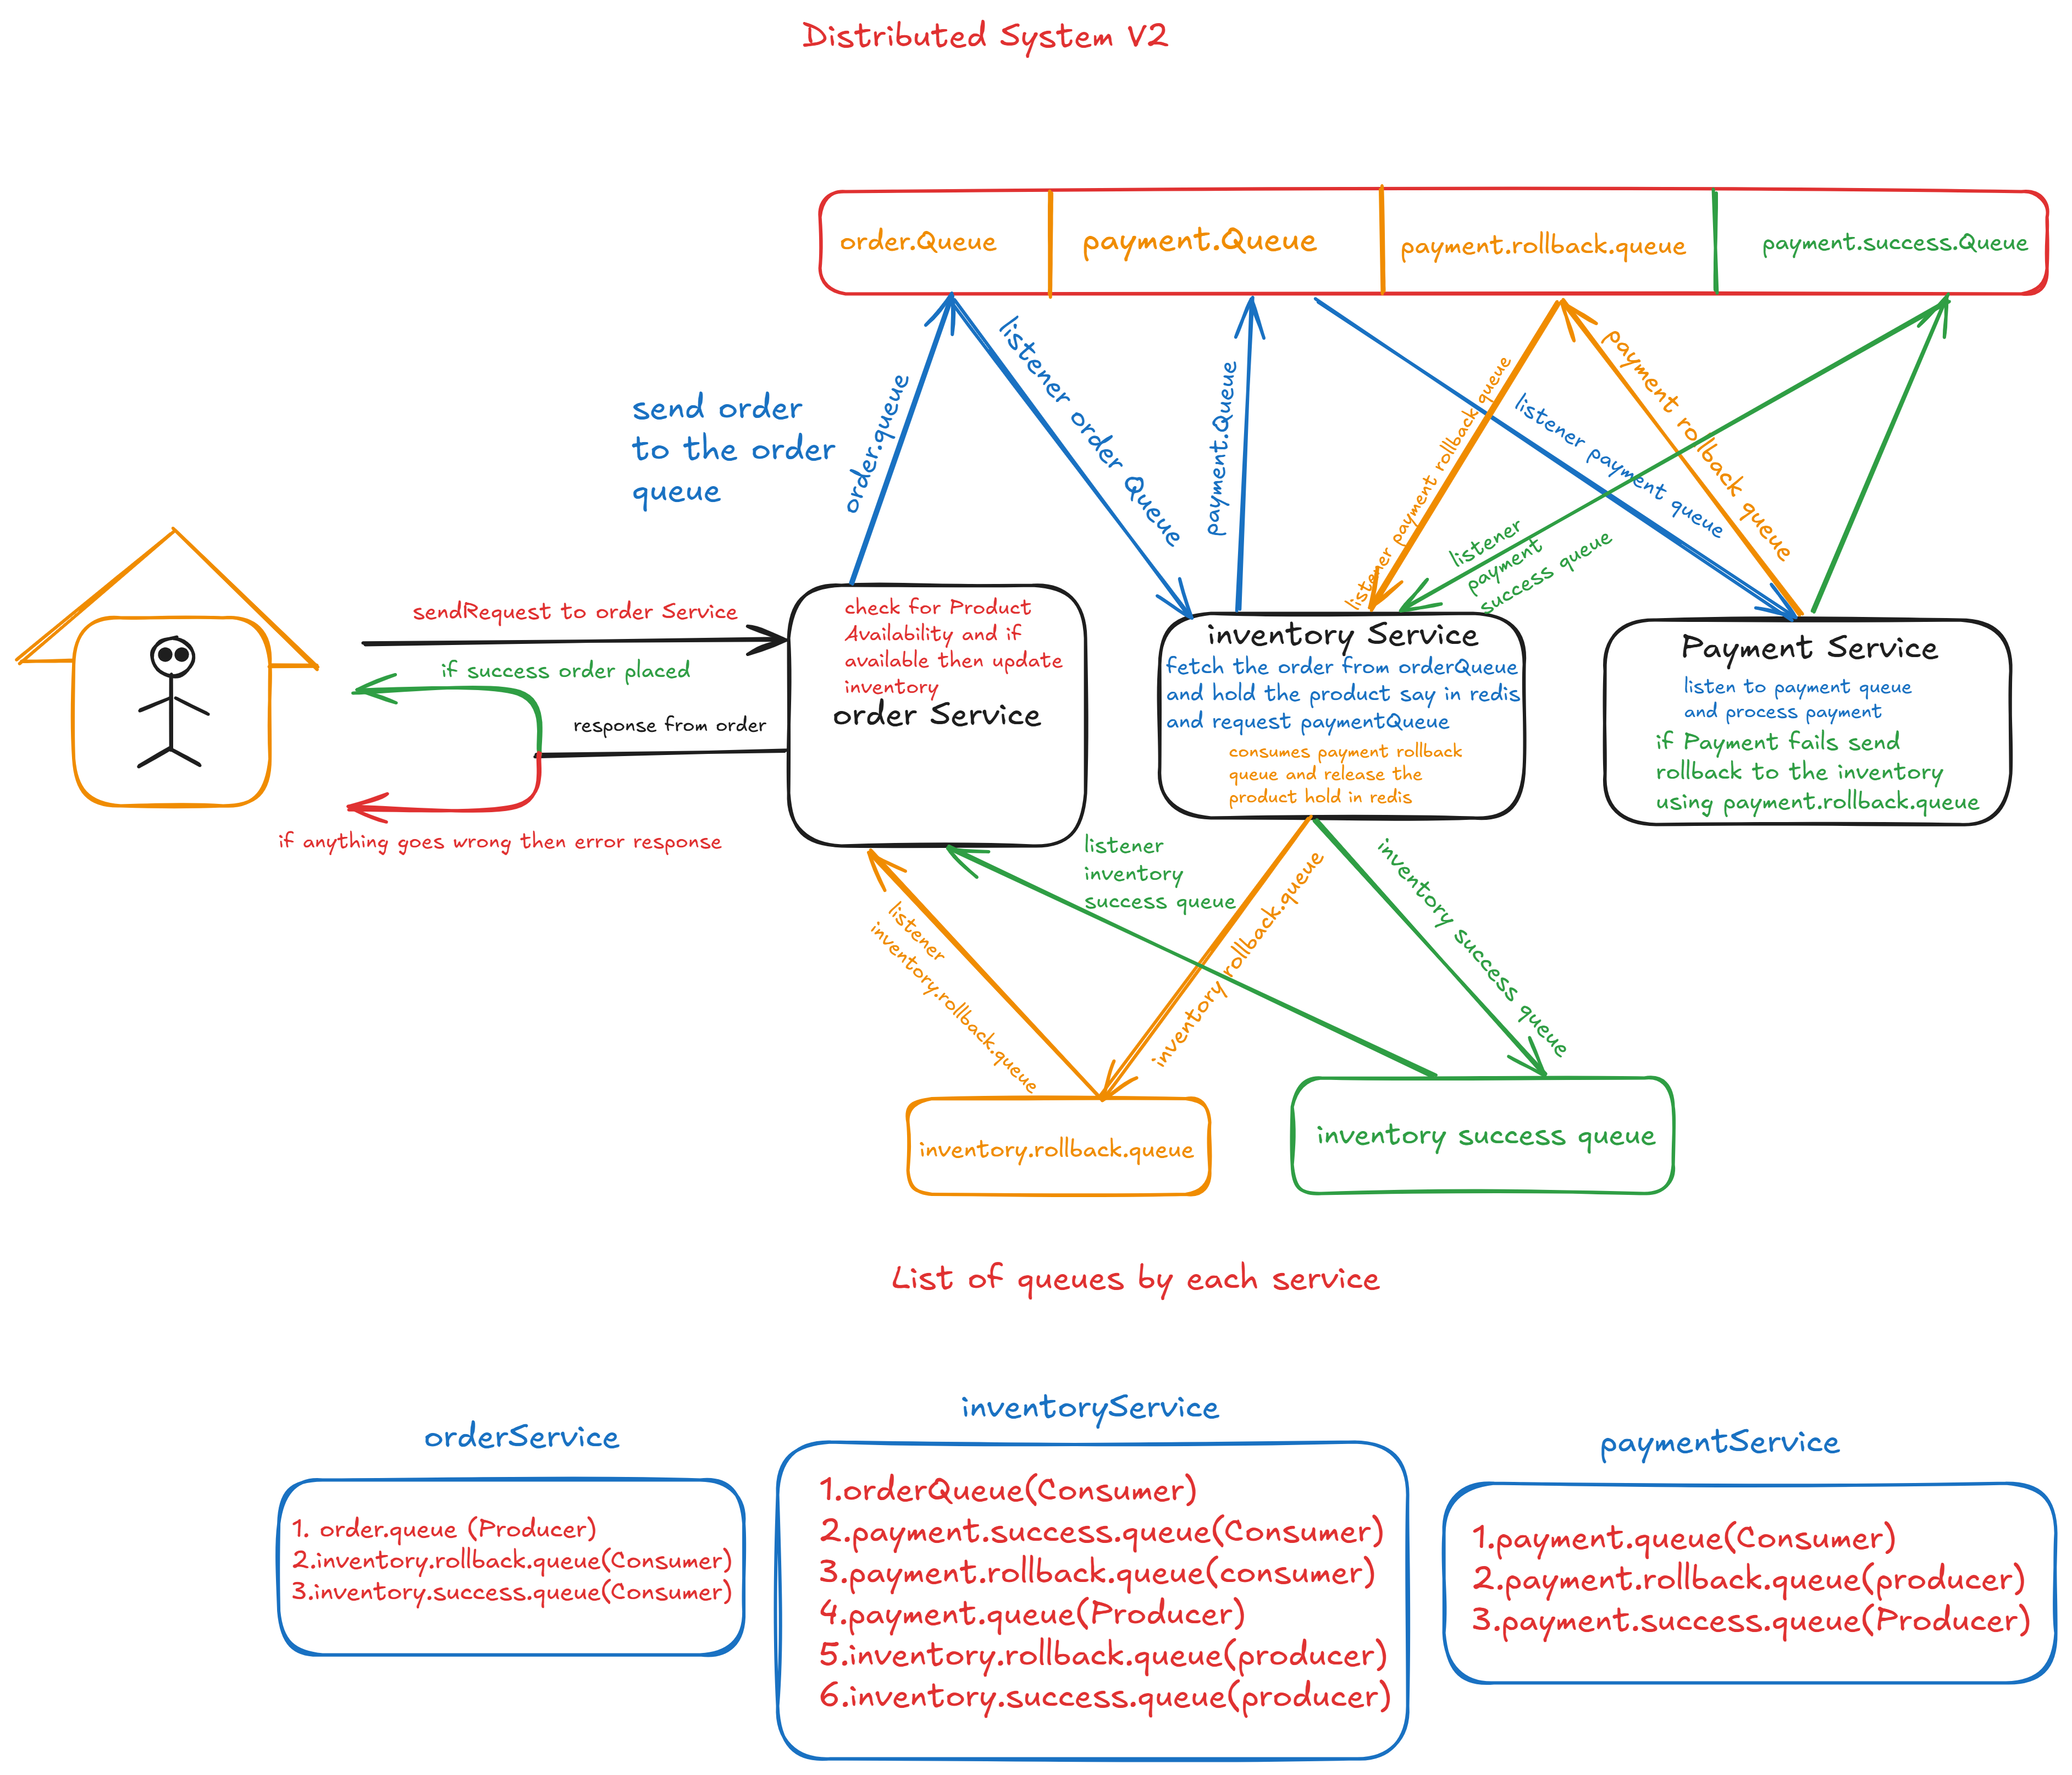 Distributed System V2
order.Queue
payment.Queue
payment.rollback.queue
payment.success.Queue
send order
to the order
queue
order.queue
listener order Queue
payment.Queue
listener payment rollback queue
listener payment queue
payment rollback queue
listener
payment
success queue
sendRequest to order Service
if success order placed
response from order
if anything goes wrong then error response
check for Product
Availability and if
available then update
inventory
order Service
inventory Service
fetch the order from orderQueue
and hold the product say in redis
and request paymentQueue
consumes payment rollback
queue and release the
product hold in redis
Payment Service
listen to payment queue
and process payment
if Payment fails send
rollback to the inventory
using payment.rollback.queue
listener
inventory
success queue
listener
inventory.rollback.queue
inventory rollback.queue
inventory success queue
inventory.rollback.queue
inventory success queue
List of queues by each service
orderService
1. order.queue (Producer)
2.inventory.rollback.queue(Consumer)
3.inventory.success.queue(Consumer)
inventoryService
1.orderQueue(Consumer)
2.payment.success.queue(Consumer)
3.payment.rollback.queue(consumer)
4.payment.queue(Producer)
5.inventory.rollback.queue(producer)
6.inventory.success.queue(producer)
paymentService
1.payment.queue(Consumer)
2.payment.rollback.queue(producer)
3.payment.success.queue(Producer)